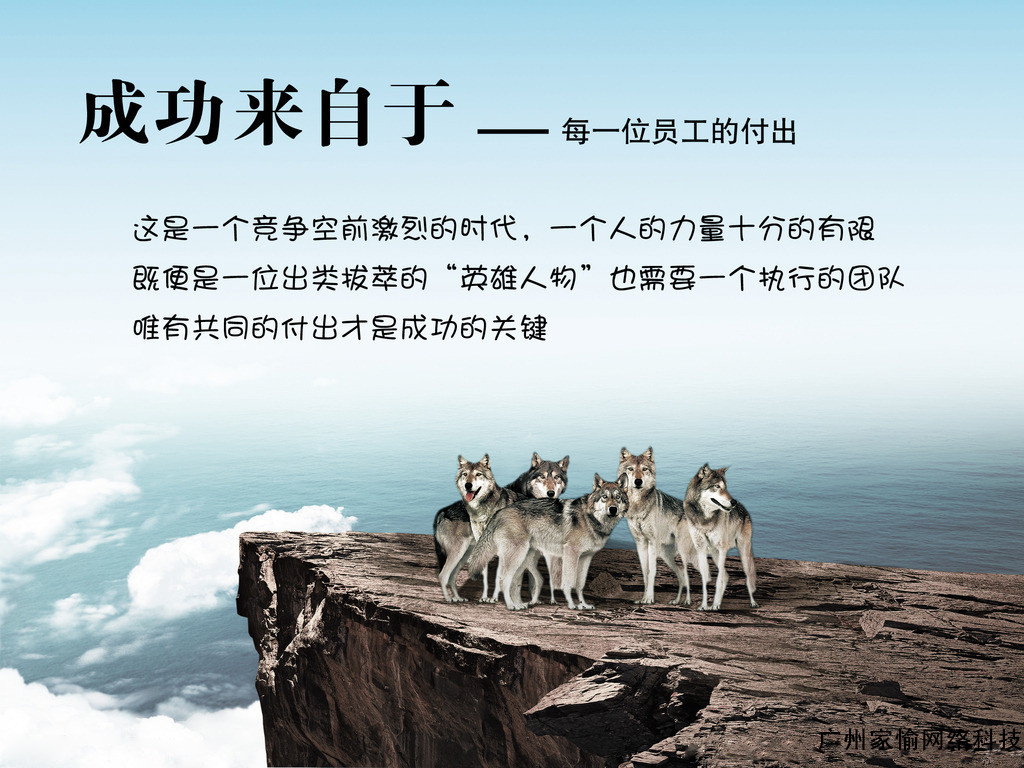 成功来自于 —— 每一位员工的付出
这是一个竞争空前激烈的时代，一个人的力量十分的有限
既便是一位出类拔萃的“英雄人物”也需要一个执行的团队
唯有共同的付出才是成功的关键
广州家愉网络科技